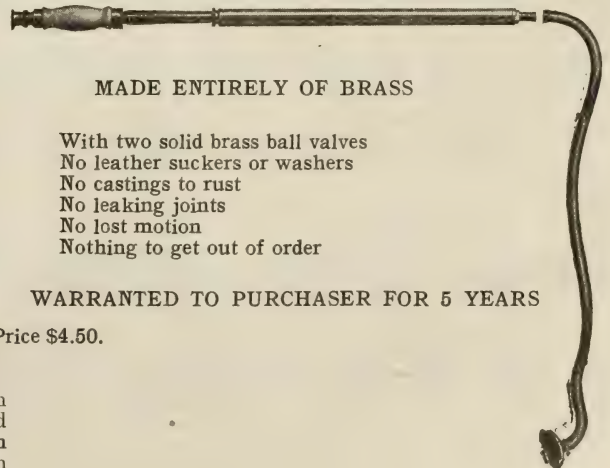 MADE ENTIRELY OF BRASS
With two solid brass ball valves
No leather suckers or washers
No castings to rust
No leaking joints
No lost motion
Nothing to get out of order
WARRANTED TO PURCHASER FOR 5 YEARS
Price $4.50.